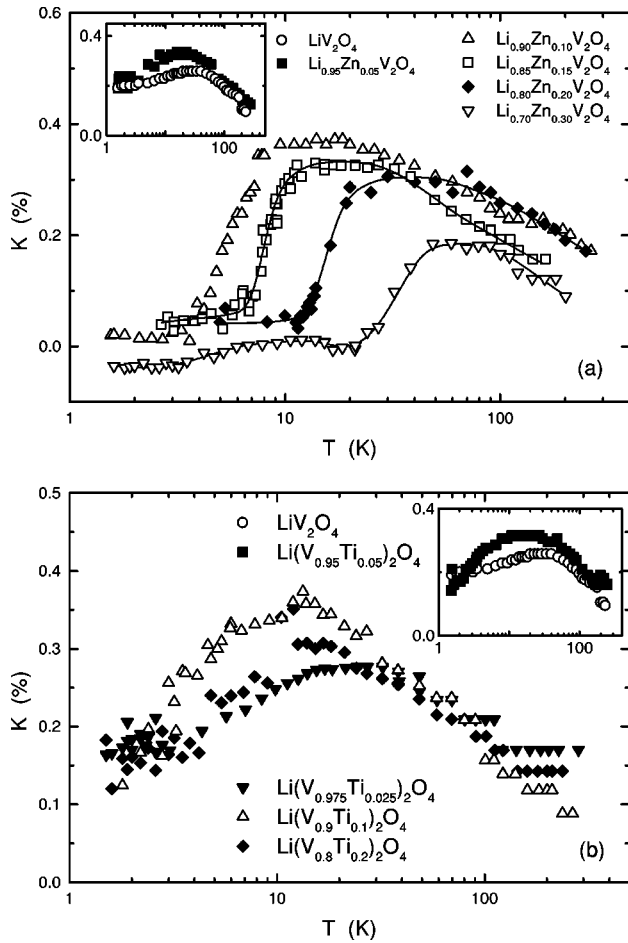 0.6
0.4
LiV₂O₄
Li₀.₉₅Zn₀.₀₅V₂O₄
Li₀.₉₀Zn₀.₁₀V₂O₄
Li₀.₈₅Zn₀.₁₅V₂O₄
Li₀.₈₀Zn₀.₂₀V₂O₄
Li₀.₇₀Zn₀.₃₀V₂O₄
0.0
1 100
0.4
K (%)
0.2
0.0
(a)
1 10 100
T (K)
0.5
LiV₂O₄
Li(V₀.₉₅Ti₀.₀₅)₂O₄
0.4
0.0
1 100
0.4
0.3
K (%)
0.2
0.1
Li(V₀.₉₇₅Ti₀.₀₂₅)₂O₄
Li(V₀.₉Ti₀.₁)₂O₄
Li(V₀.₈Ti₀.₂)₂O₄
(b)
0.0
1 10 100
T (K)